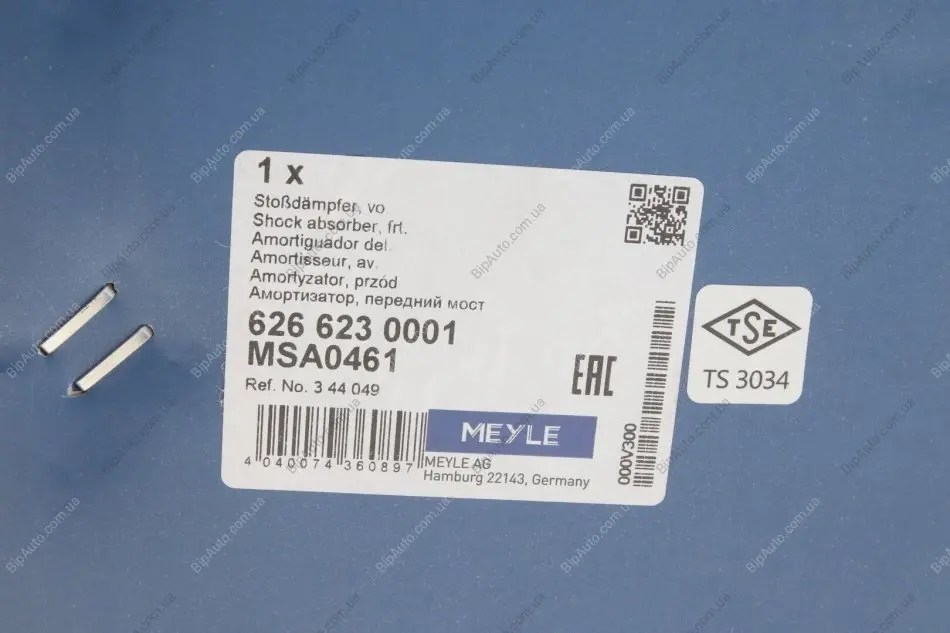 1 x
Stoßdämpfer, vo
Shock absorber, frt.
Amortiguador del.
Amortisseur, av.
Amortyzator, przód
Амортизатор, передний мост
626 623 0001
MSA0461
Ref. No. 3 44 049
EAC
MEYLE
4 040074 360897
MEYLE AG
Hamburg 22143, Germany
000V300
TSE
TS 3034
BipAuto.com.ua